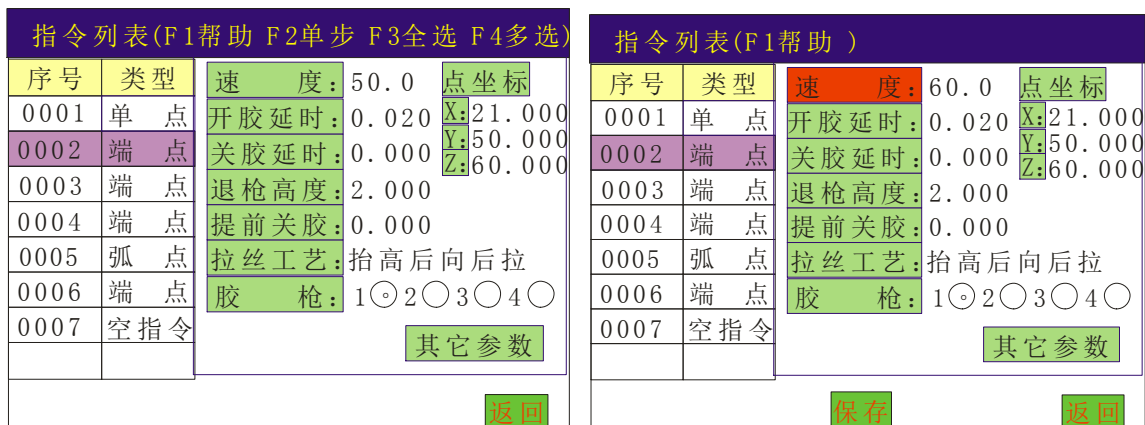 指令列表(F1帮助 F2单步 F3全选 F4多选)
序号 类型 速 度：50.0 点坐标
0001 单 点 开胶延时：0.020 X:21.000
0002 端 点 关胶延时：0.000 Y:50.000
Z:60.000
0003 端 点 退枪高度：2.000
0004 端 点 提前关胶：0.000
0005 弧 点 拉丝工艺：抬高后向后拉
0006 端 点 胶 枪：1 2 3 4
0007 空指令
其它参数
返回
指令列表(F1帮助 )
序号 类型 速 度：60.0 点坐标
0001 单 点 开胶延时：0.020 X:21.000
0002 端 点 关胶延时：0.000 Y:50.000
Z:60.000
0003 端 点 退枪高度：2.000
0004 端 点 提前关胶：0.000
0005 弧 点 拉丝工艺：抬高后向后拉
0006 端 点 胶 枪：1 2 3 4
0007 空指令
其它参数
保存 返回